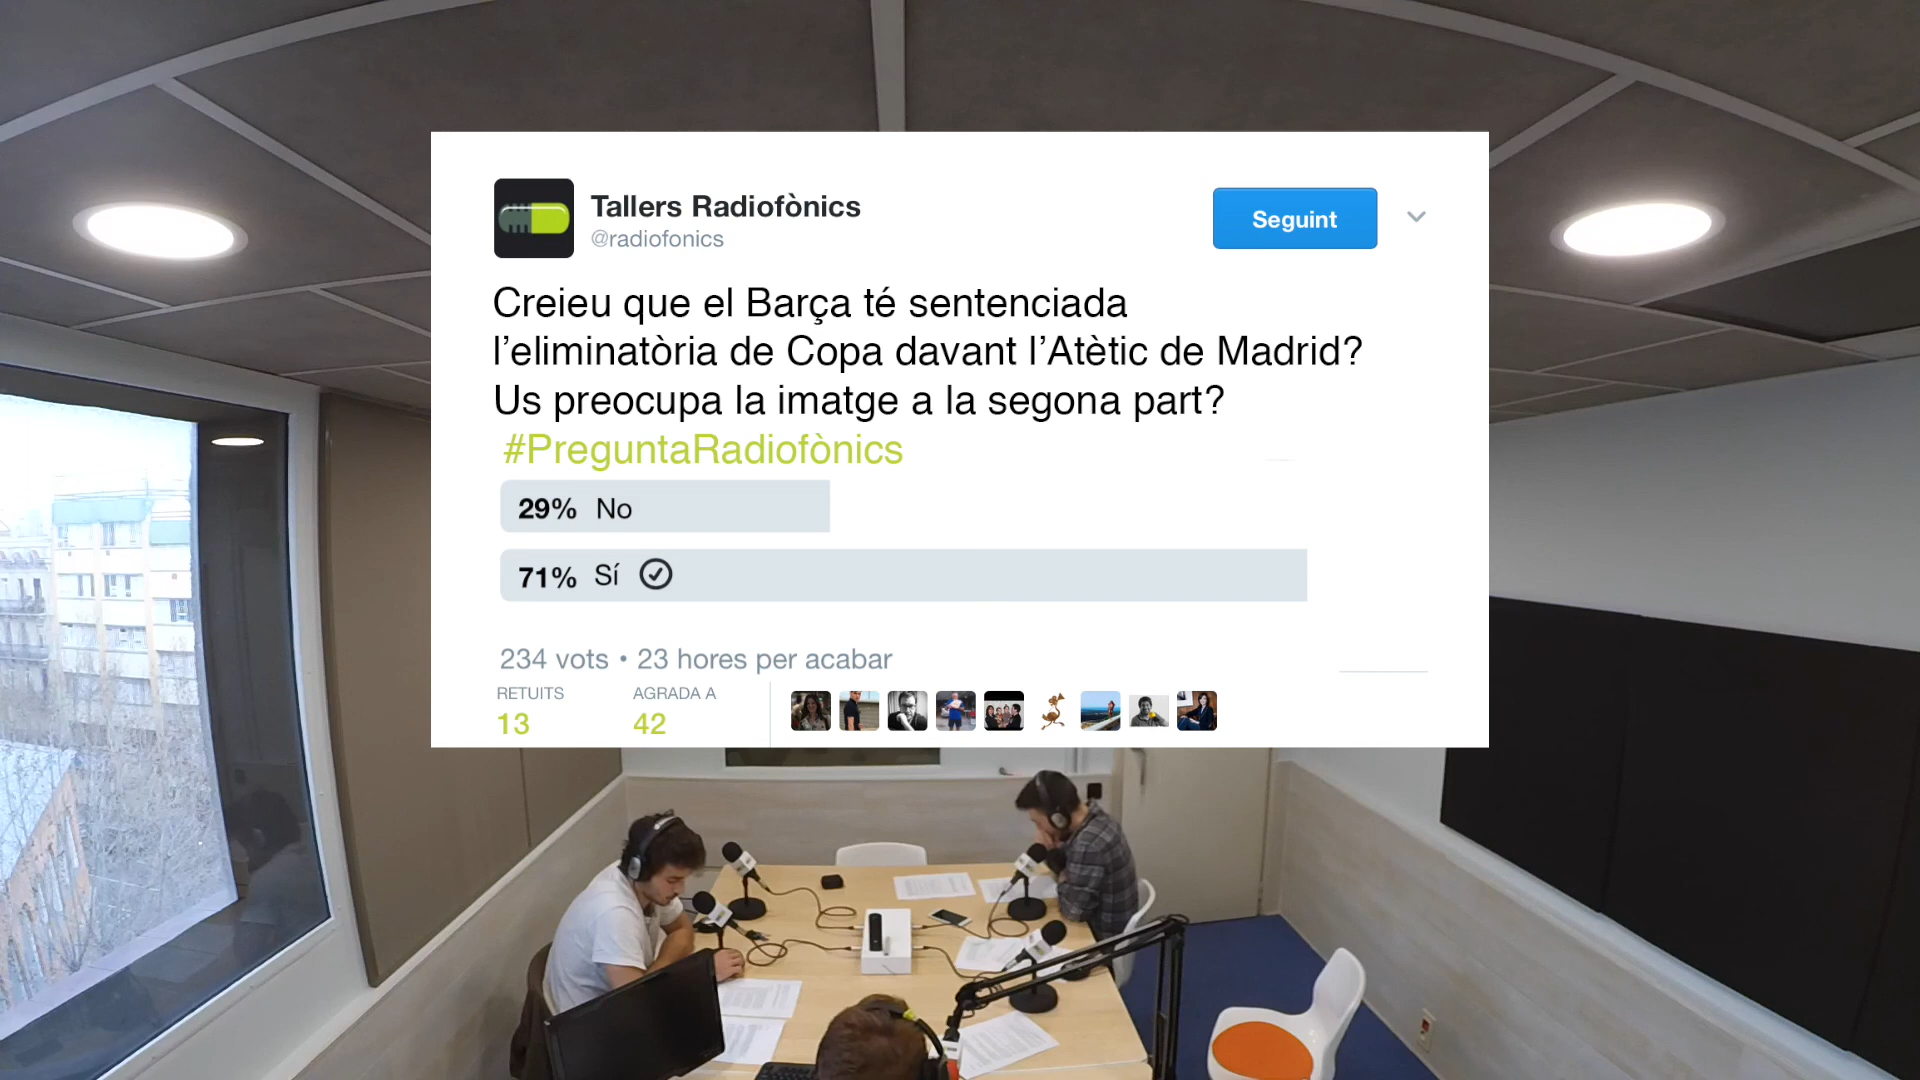 Tallers Radiofònics
@radiofonics
Seguint
Creieu que el Barça té sentenciada
l’eliminatòria de Copa davant l’Atètic de Madrid?
Us preocupa la imatge a la segona part?
#PreguntaRadiofònics
29% No
71% Sí
234 vots • 23 hores per acabar
RETUITS
13
AGRADA A
42